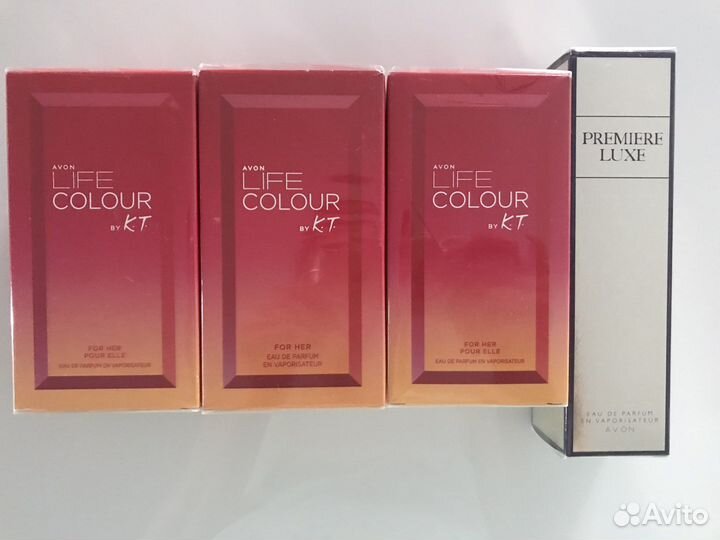 AVON
LIFE
COLOUR
BY K.T.
FOR HER
POUR ELLE
EAU DE PARFUM EN VAPORISATEUR
AVON
LIFE
COLOUR
BY K.T.
FOR HER
EAU DE PARFUM
EN VAPORISATEUR
AVON
LIFE
COLOUR
BY K.T.
FOR HER
POUR ELLE
EAU DE PARFUM EN VAPORISATEUR
PREMIERE
LUXE
EAU DE PARFUM
EN VAPORISATEUR
AVON
Avito